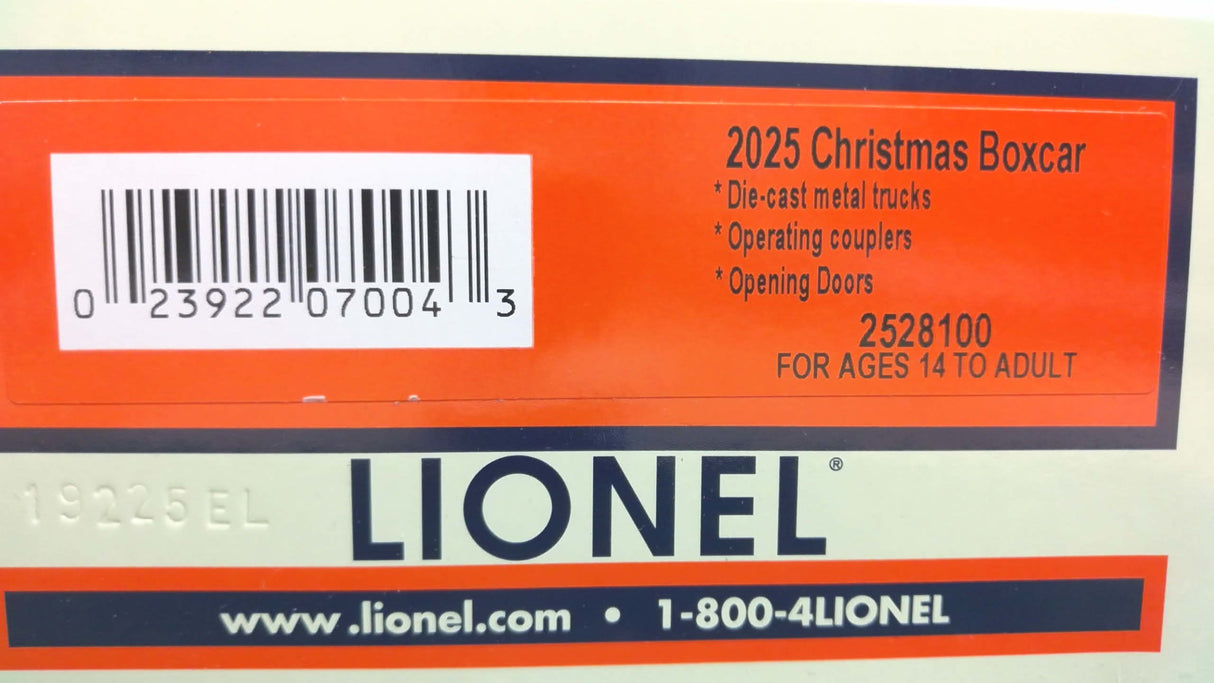 2025 Christmas Boxcar
* Die-cast metal trucks
* Operating couplers
* Opening Doors
2528100
FOR AGES 14 TO ADULT
0 23922 07004 3
19225EL
LIONEL®
www.lionel.com • 1-800-4LIONEL